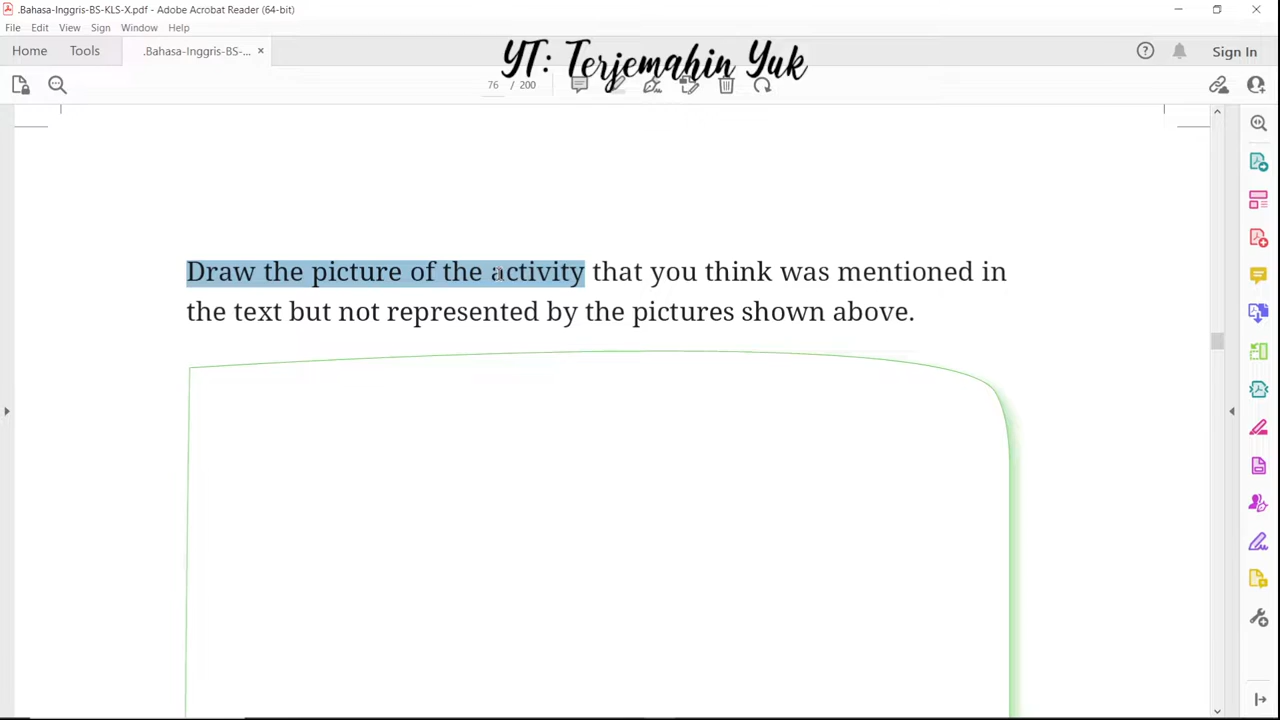 .Bahasa-Inggris-BS-KLS-X.pdf - Adobe Acrobat Reader (64-bit)
File Edit View Sign Window Help
Home Tools .Bahasa-Inggris-BS-... × Sign In
YT: Terjemahin Yuk
76 / 200
Draw the picture of the activity that you think was mentioned in
the text but not represented by the pictures shown above.